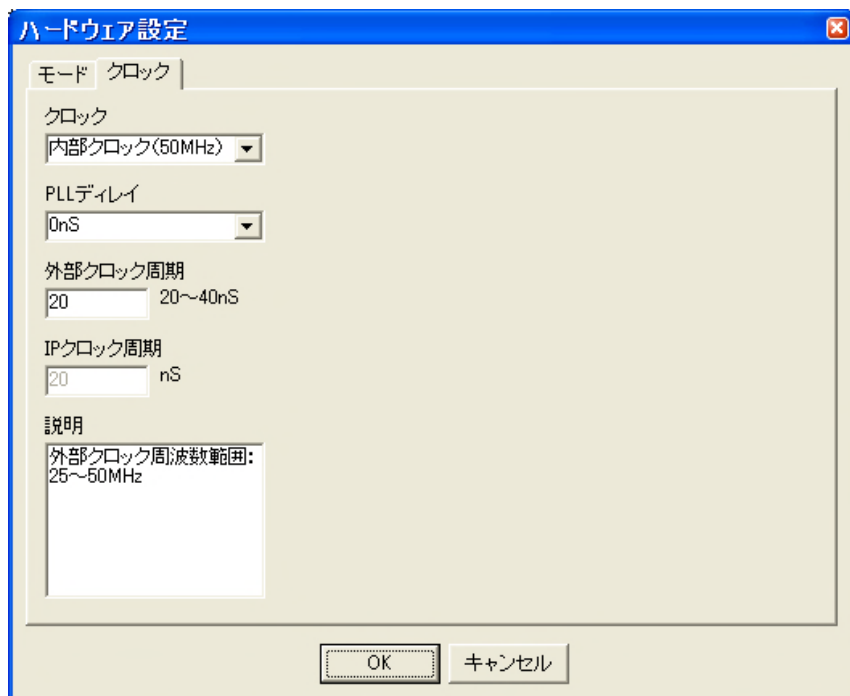 ハードウェア設定
モード クロック
クロック
内部クロック(50MHz)
PLLディレイ
0nS
外部クロック周期
20 20～40nS
IPクロック周期
20 nS
説明
外部クロック周波数範囲:
25～50MHz
OK キャンセル